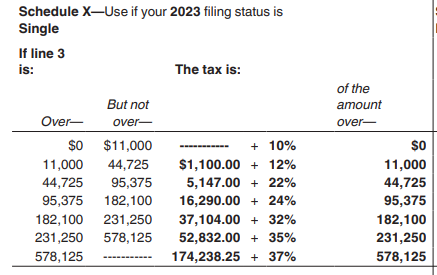 Schedule X—Use if your 2023 filing status is
Single
If line 3
is:
The tax is:
Over—
But not
over—
of the
amount
over—
$0 $11,000 ----------- + 10% $0
11,000 44,725 $1,100.00 + 12% 11,000
44,725 95,375 5,147.00 + 22% 44,725
95,375 182,100 16,290.00 + 24% 95,375
182,100 231,250 37,104.00 + 32% 182,100
231,250 578,125 52,832.00 + 35% 231,250
578,125 ----------- 174,238.25 + 37% 578,125